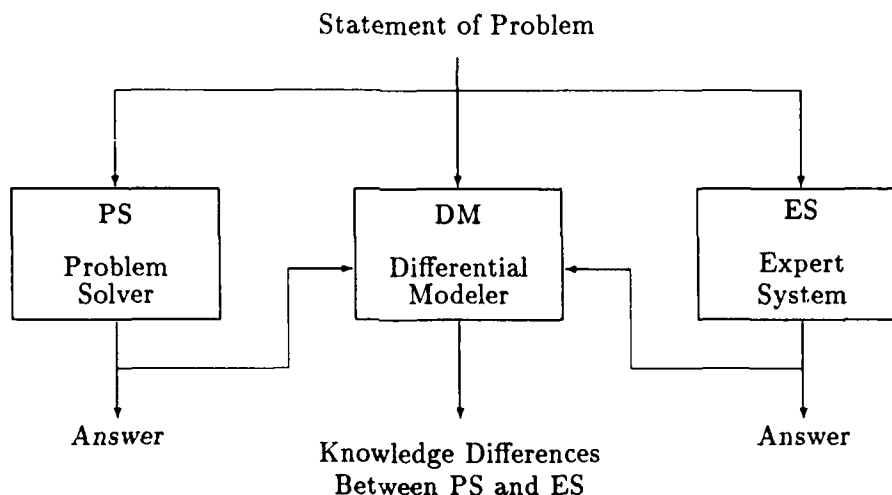 Statement of Problem
PS
Problem
Solver
DM
Differential
Modeler
ES
Expert
System
Answer
Knowledge Differences
Between PS and ES
Answer